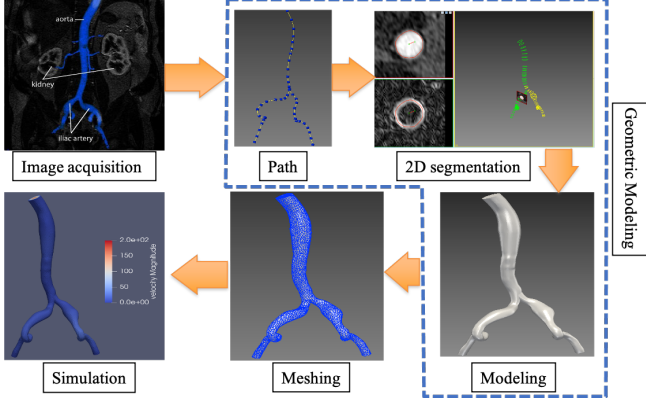 aorta
kidney
iliac artery
Image acquisition
Path
2D segmentation
Geometric Modeling
2.0e+02
150
100
50
0.0e+00
velocity Magnitude
Simulation
Meshing
Modeling